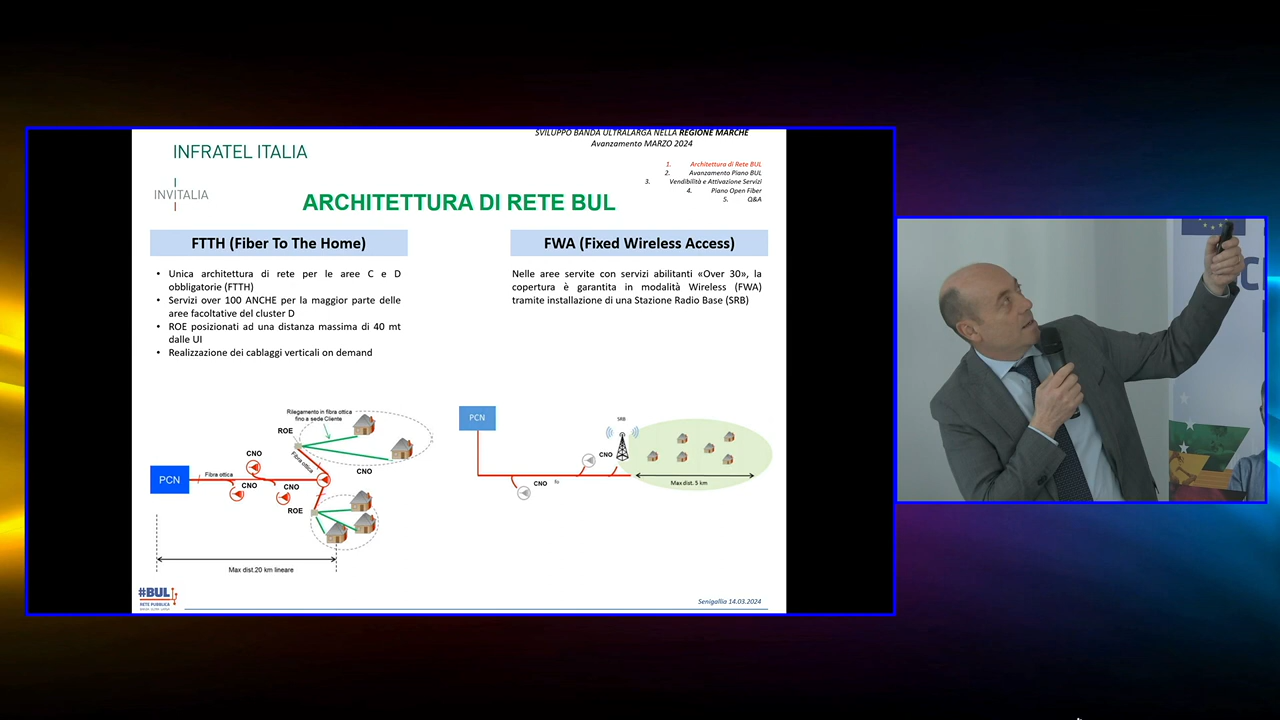 SVILUPPO BANDA ULTRALARGA NELLA REGIONE MARCHE
Avanzamento MARZO 2024
INFRATEL ITALIA
INVITALIA
1. Architettura di Rete BUL
2. Avanzamento Piano BUL
3. Vendibilità e Attivazione Servizi
4. Piano Open Fiber
5. Q&A
ARCHITETTURA DI RETE BUL
FTTH (Fiber To The Home)
• Unica architettura di rete per le aree C e D
obbligatorie (FTTH)
• Servizi over 100 ANCHE per la maggior parte delle
aree facoltative del cluster D
• ROE posizionati ad una distanza massima di 40 mt
dalle UI
• Realizzazione dei cablaggi verticali on demand
FWA (Fixed Wireless Access)
Nelle aree servite con servizi abilitanti «Over 30», la
copertura è garantita in modalità Wireless (FWA)
tramite installazione di una Stazione Radio Base (SRB)
Rilegamento in fibra ottica
fino a sede Cliente
ROE
Fibra ottica
CNO
CNO
PCN
Fibra ottica
CNO
CNO
ROE
Max dist.20 km lineare
PCN
SRB
CNO
CNO
fo
Max dist. 5 km
#BUL
RETE PUBBLICA
Senigallia 14.03.2024